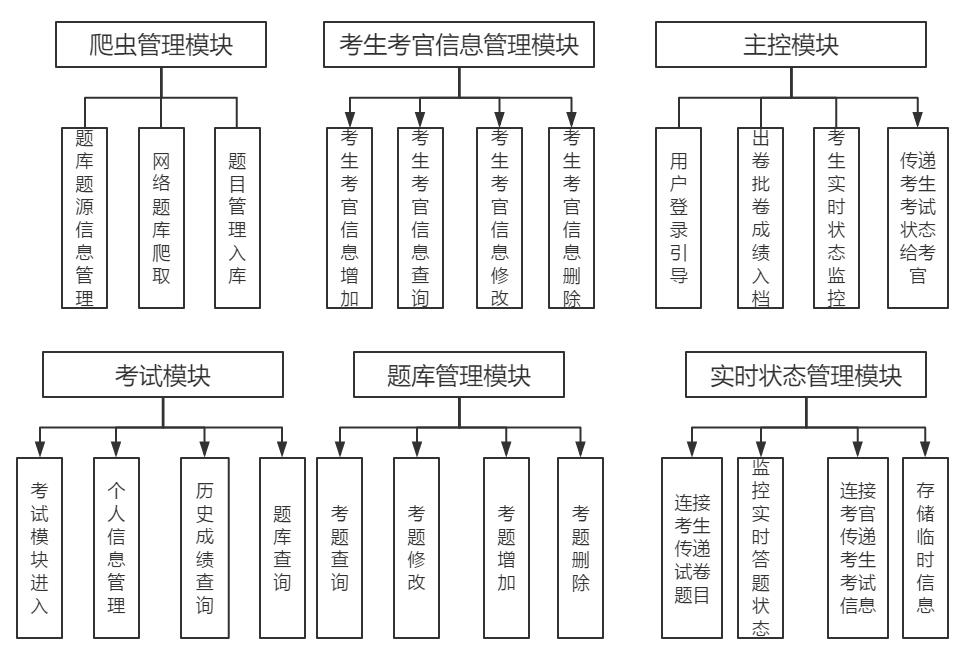 爬虫管理模块
题库题源信息管理
网络题库爬取
题目管理入库
考生考官信息管理模块
考生考官信息增加
考生考官信息查询
考生考官信息修改
考生考官信息删除
主控模块
用户登录引导
出卷批卷成绩入档
考生实时状态监控
传递
考生
考试
状态
给考
官
考试模块
考试模块进入
个人信息管理
历史成绩查询
题库查询
题库管理模块
考题查询
考题修改
考题增加
考题删除
实时状态管理模块
连接
考生
传递
试卷
题目
监控实时答题状态
连接
考官
传递
考生
考试
信息
存储临时信息